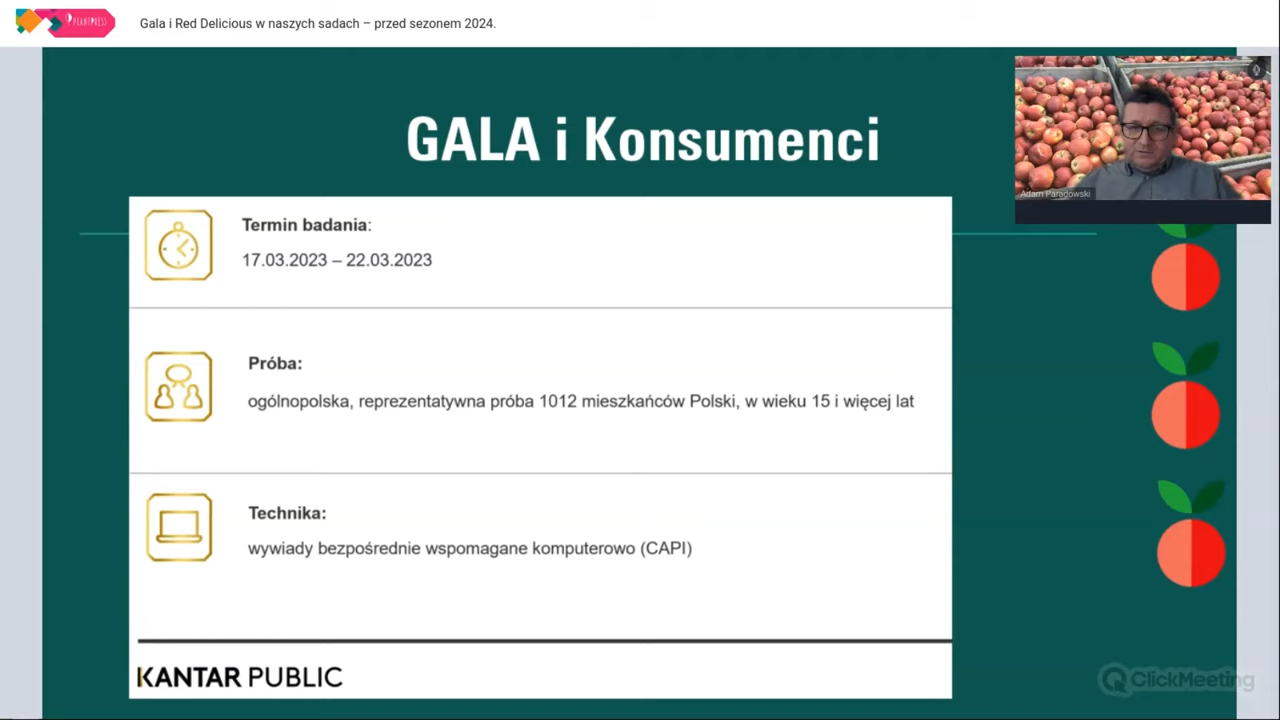 PLANTPRESS
Gala i Red Delicious w naszych sadach – przed sezonem 2024.
GALA i Konsumenci
Adam Paradowski
Termin badania:
17.03.2023 – 22.03.2023
Próba:
ogólnopolska, reprezentatywna próba 1012 mieszkańców Polski, w wieku 15 i więcej lat
Technika:
wywiady bezpośrednie wspomagane komputerowo (CAPI)
KANTAR PUBLIC
ClickMeeting